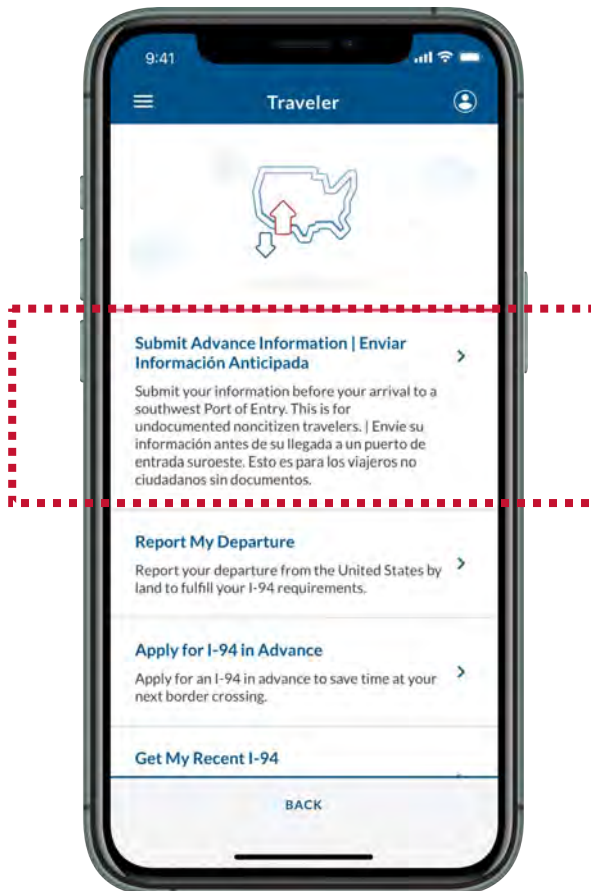 9:41
Traveler
Submit Advance Information | Enviar
Información Anticipada
Submit your information before your arrival to a
southwest Port of Entry. This is for
undocumented noncitizen travelers. | Envie su
información antes de su llegada a un puerto de
entrada suroeste. Esto es para los viajeros no
ciudadanos sin documentos.
Report My Departure
Report your departure from the United States by
land to fulfill your I-94 requirements.
Apply for I-94 in Advance
Apply for an I-94 in advance to save time at your
next border crossing.
Get My Recent I-94
BACK